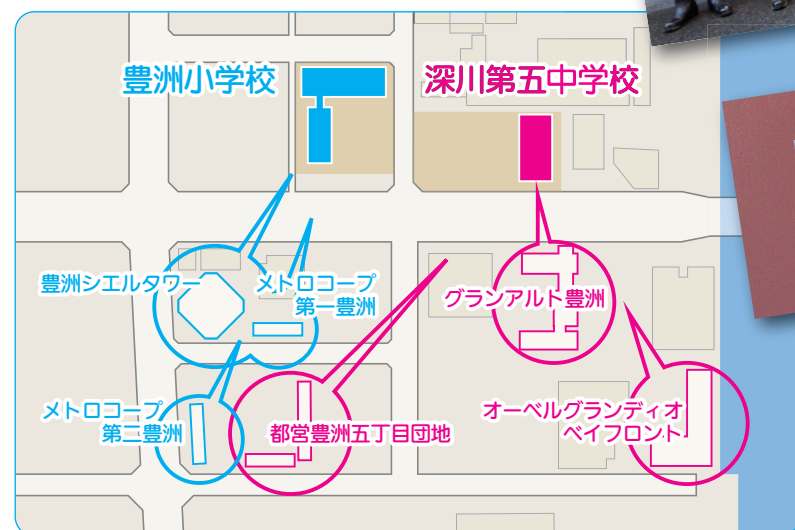 豊洲小学校
深川第五中学校
豊洲シエルタワー
メトロコープ
第一豊洲
グランアルト豊洲
メトロコープ
第二豊洲
都営豊洲五丁目団地
オーベルグランディオ
ベイフロント